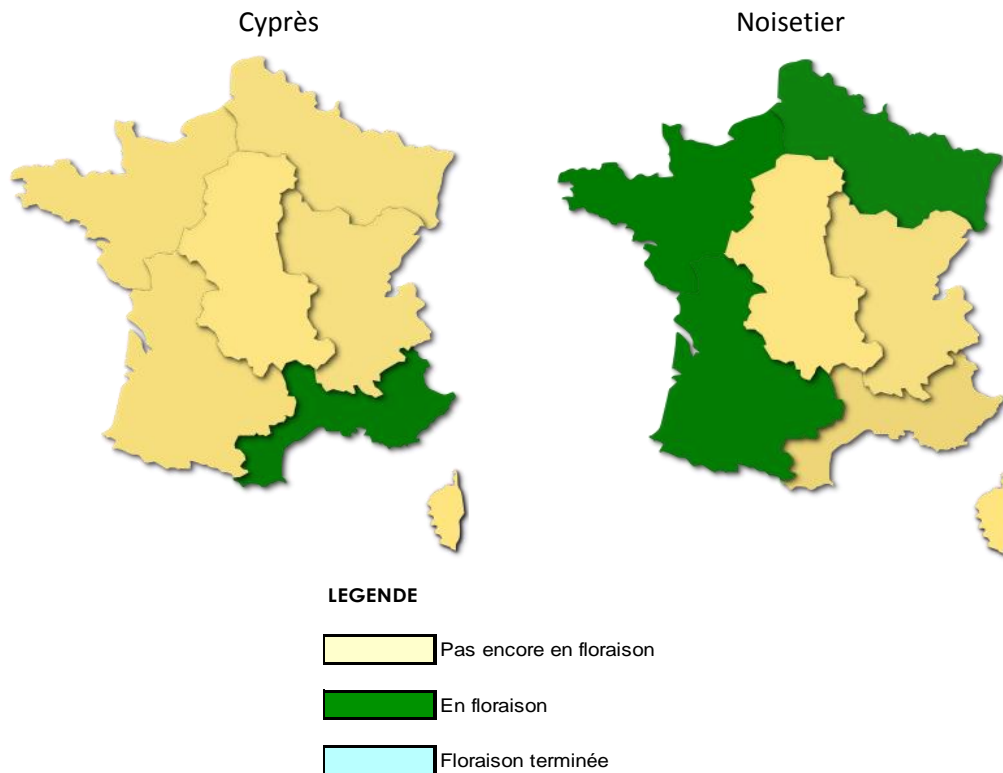 Cyprès
Noisetier
LEGENDE
Pas encore en floraison
En floraison
Floraison terminée